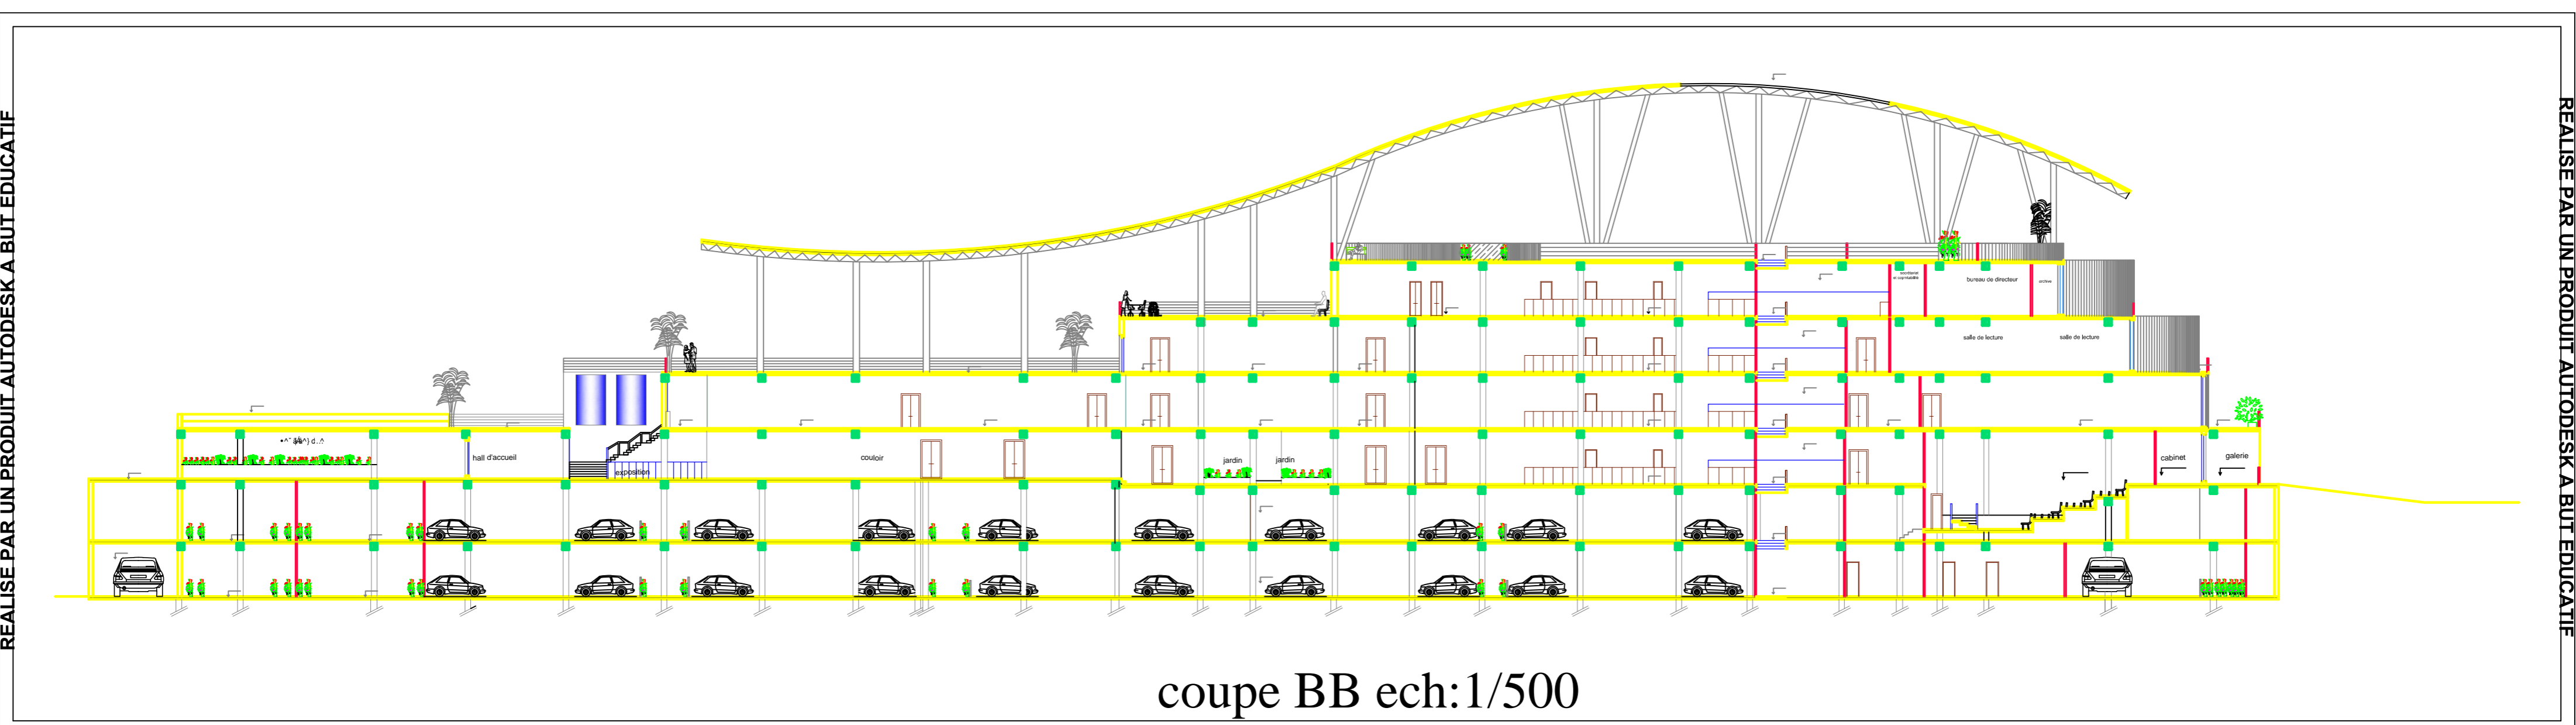 REALISE PAR UN PRODUIT AUTODESK A BUT EDUCATIF
REALISE PAR UN PRODUIT AUTODESK A BUT EDUCATIF
bureau de directeur
archive
salle de lecture
salle de lecture
hall d'accueil
exposition
couloir
jardin
jardin
cabinet
galerie
coupe BB ech:1/500